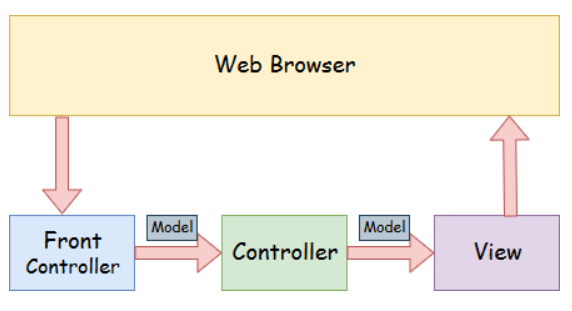 Web Browser
Model
Model
Front
Controller
Controller
View